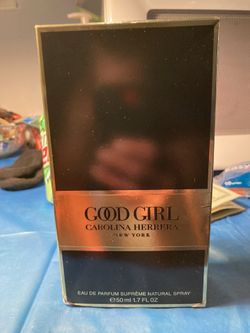 GOOD GIRL
CAROLINA HERRERA
NEW YORK
EAU DE PARFUM SUPRÊME NATURAL SPRAY
℮50 ml 1.7 FL OZ